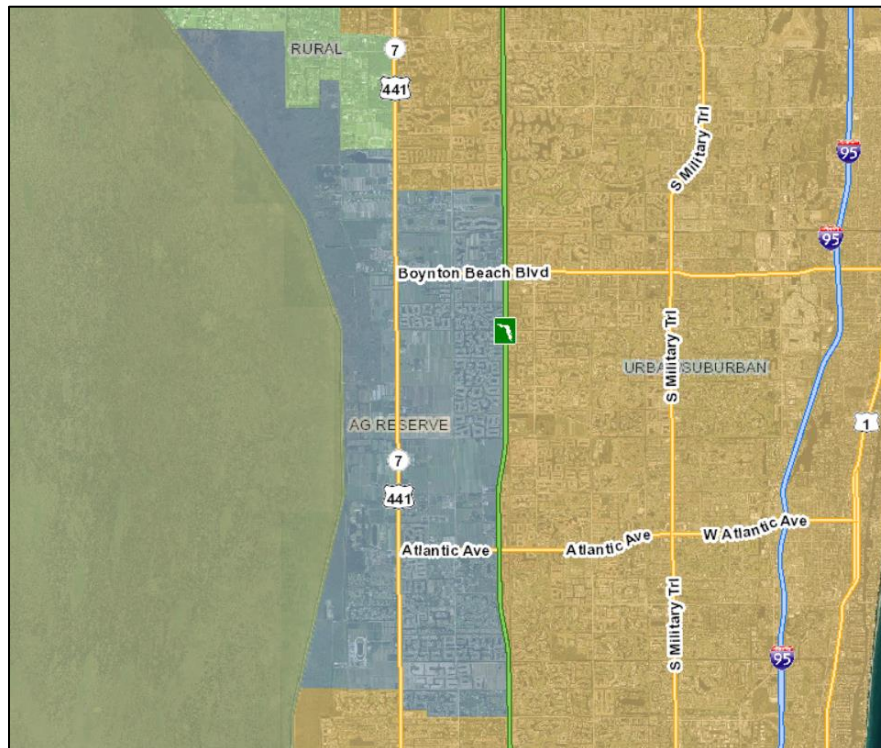 RURAL
7
441
S Military Trl
95
95
Boynton Beach Blvd
S Military Trl
URBAN/SUBURBAN
1
AG RESERVE
7
441
Atlantic Ave
Atlantic Ave
W Atlantic Ave
S Military Trl
95